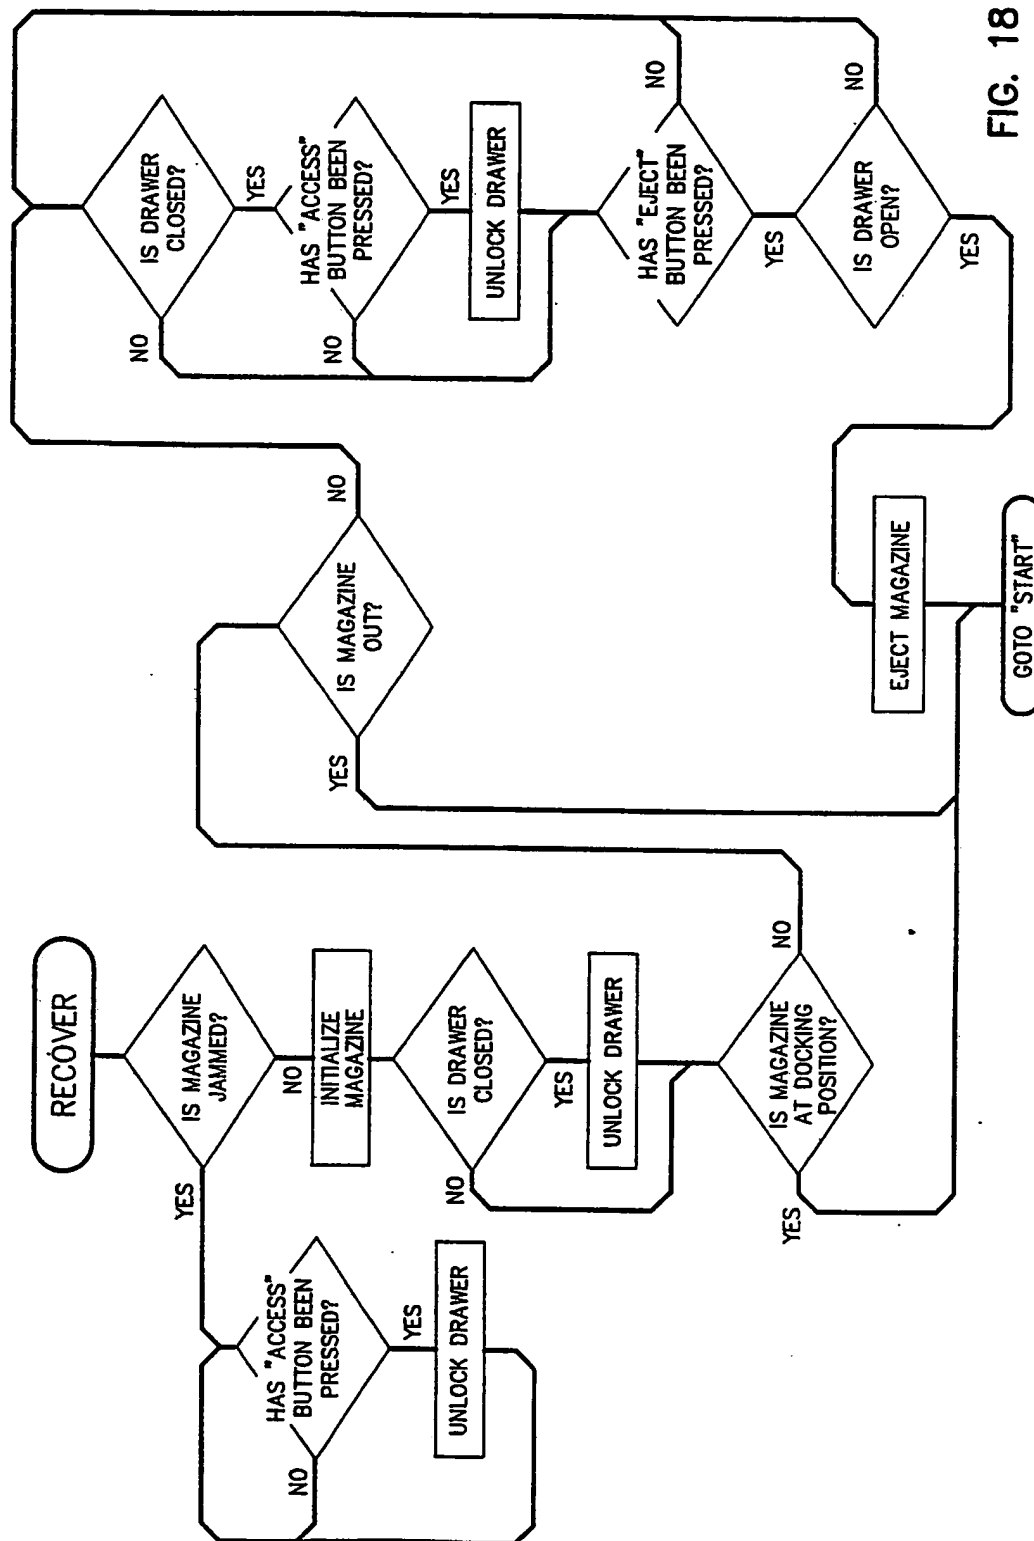 RECOVER
IS MAGAZINE
JAMMED?
YES
NO
HAS "ACCESS"
BUTTON BEEN
PRESSED?
NO
YES
UNLOCK DRAWER
INITIALIZE
MAGAZINE
IS DRAWER
CLOSED?
NO
YES
UNLOCK DRAWER
IS MAGAZINE
AT DOCKING
POSITION?
YES
NO
IS MAGAZINE
OUT?
YES
NO
IS DRAWER
CLOSED?
NO
YES
HAS "ACCESS"
BUTTON BEEN
PRESSED?
NO
YES
UNLOCK DRAWER
HAS "EJECT"
BUTTON BEEN
PRESSED?
NO
YES
IS DRAWER
OPEN?
NO
YES
EJECT MAGAZINE
GOTO "START"
FIG. 18